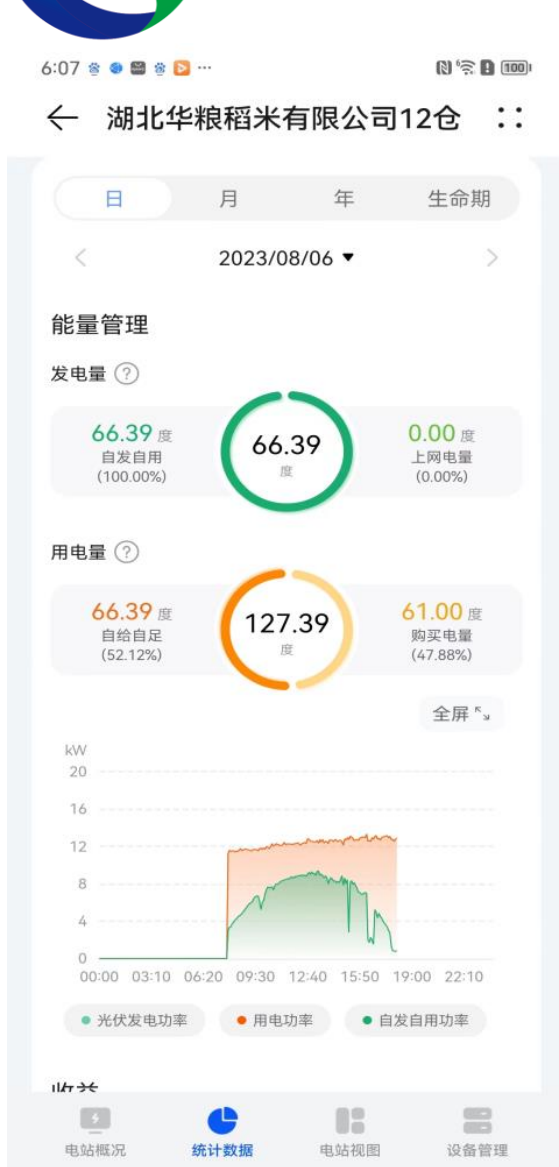 6:07 ··· 100
湖北华粮稻米有限公司12仓
日 月 年 生命期
2023/08/06
能量管理
发电量 ?
66.39 度 66.39 0.00 度
自发自用 度 上网电量
(100.00%) (0.00%)
用电量 ?
66.39 度 127.39 61.00 度
自给自足 度 购买电量
(52.12%) (47.88%)
全屏
kW
20
16
12
8
4
0
00:00 03:10 06:20 09:30 12:40 15:50 19:00 22:10
光伏发电功率 用电功率 自发自用功率
电站概况 统计数据 电站视图 设备管理